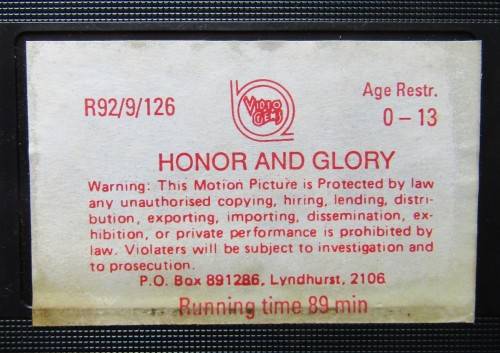 R92/9/126
VIDEO
GEMS
Age Restr.
0 – 13
HONOR AND GLORY
Warning: This Motion Picture is Protected by law
any unauthorised copying, hiring, lending, distri-
bution, exporting, importing, dissemination, ex-
hibition, or private performance is prohibited by
law. Violaters will be subject to investigation and
to prosecution.
P.O. Box 891286, Lyndhurst, 2106
Running time 89 min